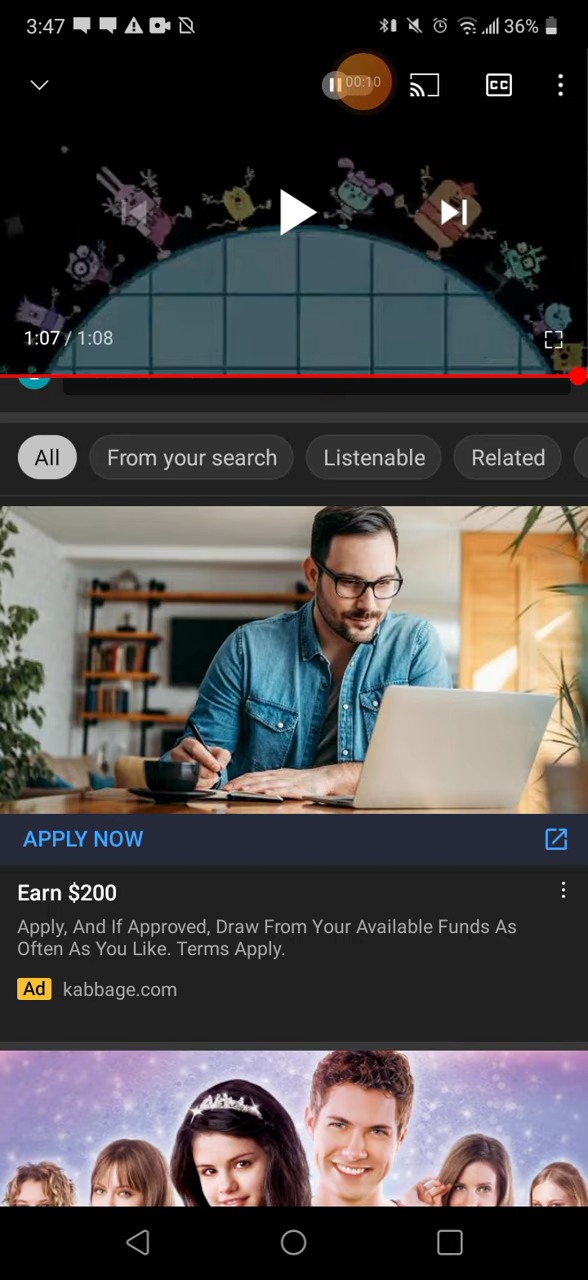 3:47
36%
00:10
CC
1:07 / 1:08
All
From your search
Listenable
Related
APPLY NOW
Earn $200
Apply, And If Approved, Draw From Your Available Funds As
Often As You Like. Terms Apply.
Ad kabbage.com